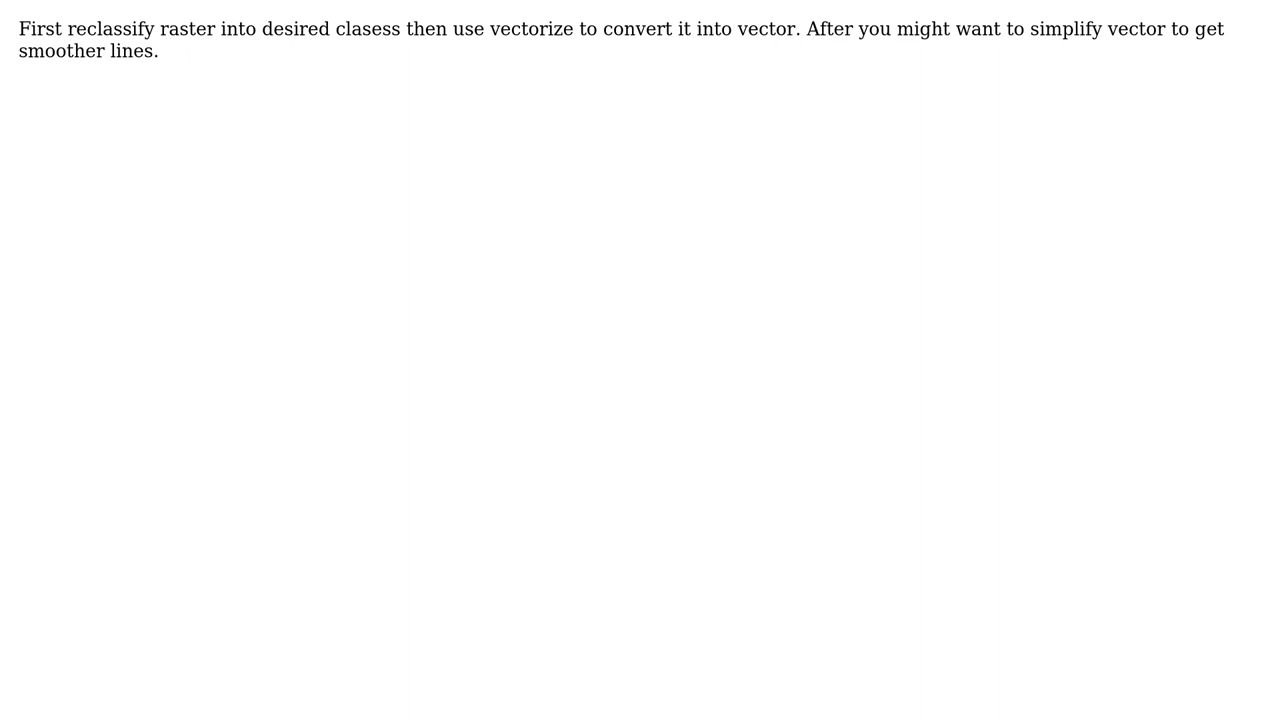 First reclassify raster into desired clasess then use vectorize to convert it into vector. After you might want to simplify vector to get
smoother lines.